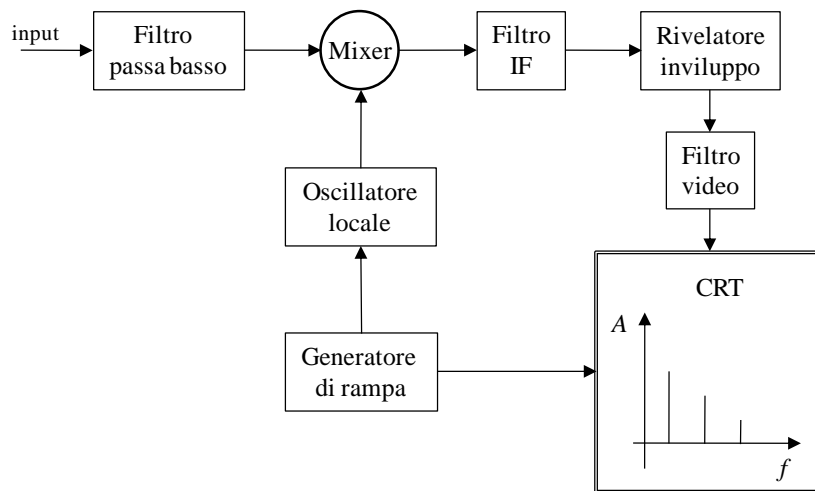 input
Filtro
passa basso
Mixer
Filtro
IF
Rivelatore
inviluppo
Filtro
video
Oscillatore
locale
Generatore
di rampa
CRT
A
f